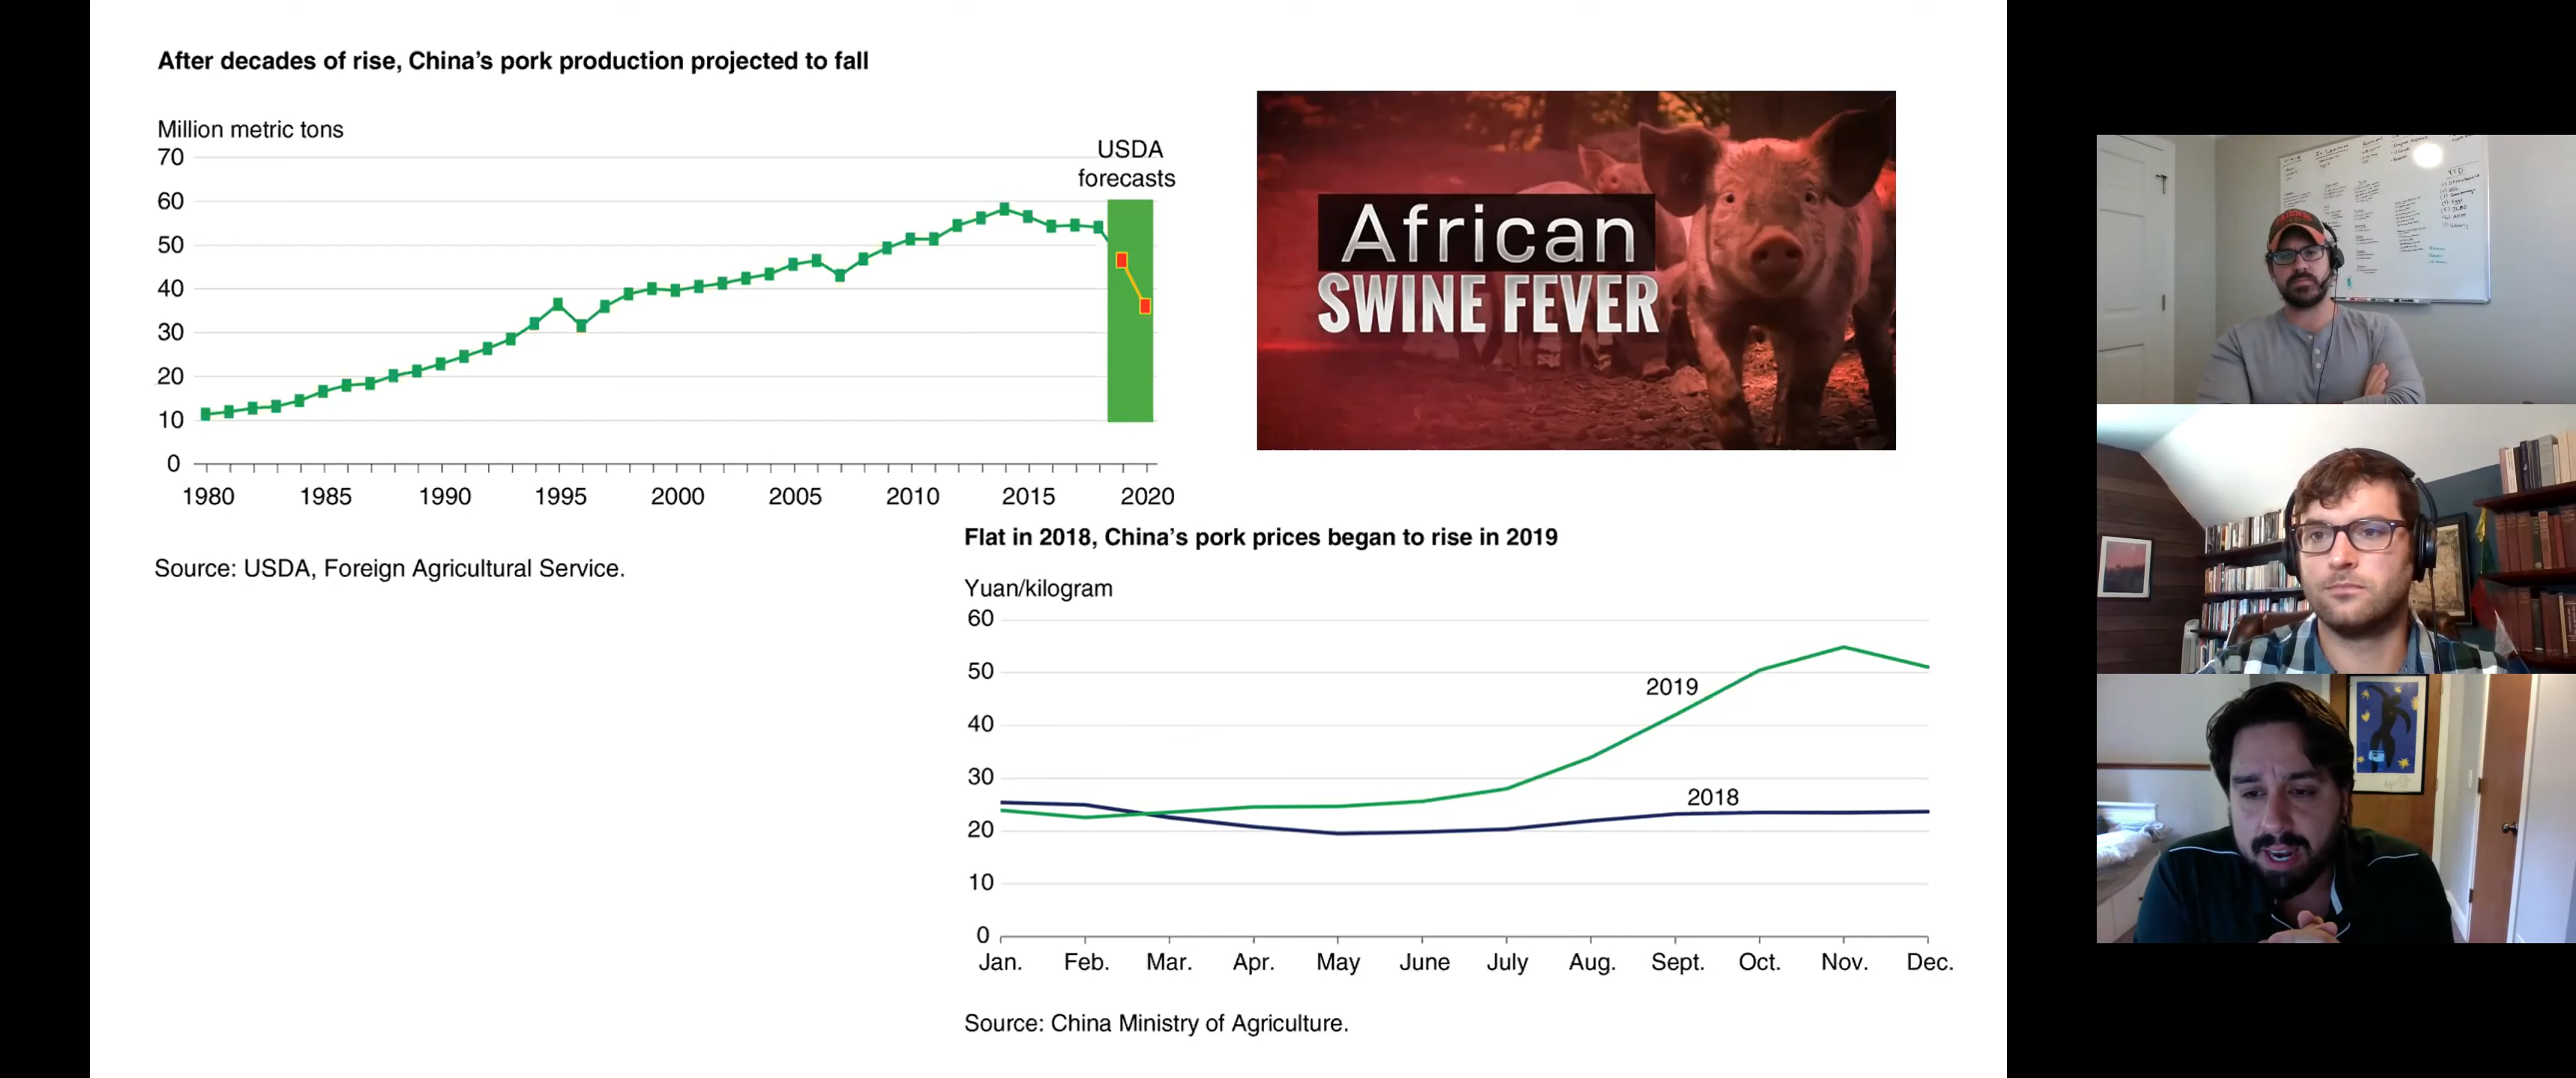 After decades of rise, China's pork production projected to fall
Million metric tons
70
60
50
40
30
20
10
0
USDA
forecasts
1980 1985 1990 1995 2000 2005 2010 2015 2020
Source: USDA, Foreign Agricultural Service.
African
SWINE FEVER
Flat in 2018, China's pork prices began to rise in 2019
Yuan/kilogram
60
50
40
30
20
10
0
2019
2018
Jan. Feb. Mar. Apr. May June July Aug. Sept. Oct. Nov. Dec.
Source: China Ministry of Agriculture.
YTD